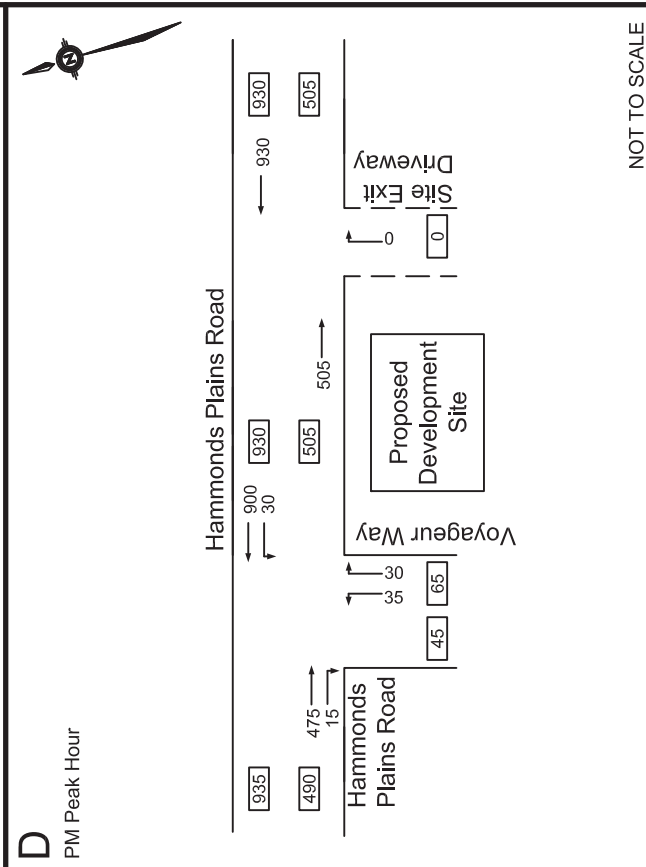 D
PM Peak Hour
N
Hammonds Plains Road
935
490
475
15
Hammonds
Plains Road
900
30
930
505
35
30
45
65
Voyageur Way
505
Proposed
Development
Site
930
930
505
0
0
Site Exit
Driveway
NOT TO SCALE